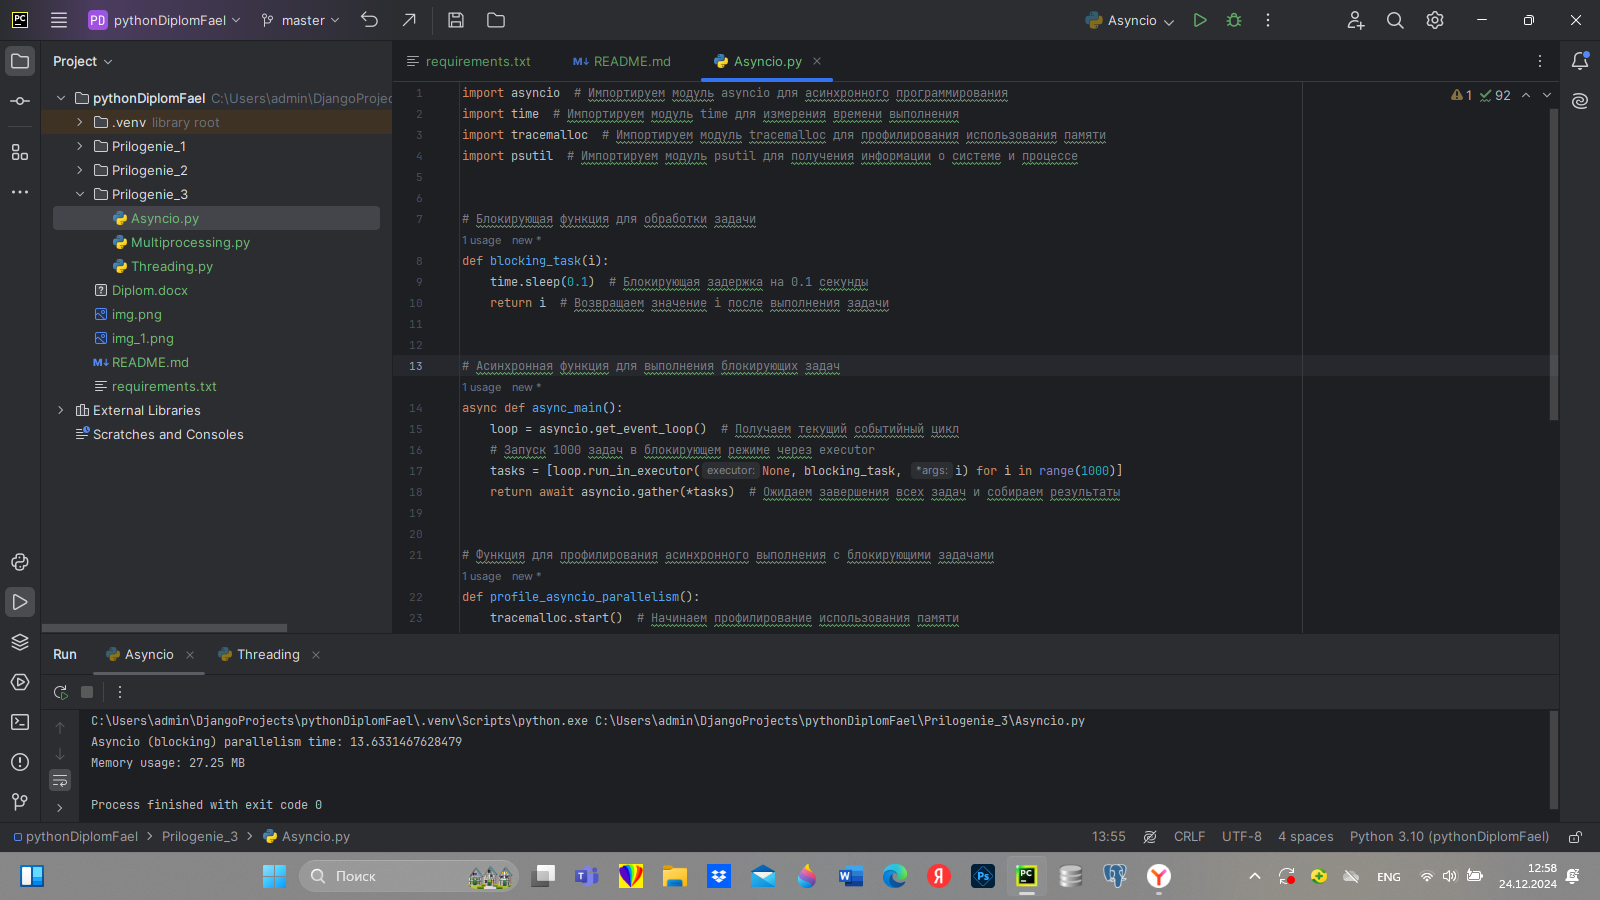 PC
PD pythonDiplomFael
master
Asyncio
Project
requirements.txt
README.md
Asyncio.py
pythonDiplomFael C:\Users\admin\DjangoProjec
.venv library root
Prilogenie_1
Prilogenie_2
Prilogenie_3
Asyncio.py
Multiprocessing.py
Threading.py
Diplom.docx
img.png
img_1.png
README.md
requirements.txt
External Libraries
Scratches and Consoles
1 92
1 import asyncio # Импортируем модуль asyncio для асинхронного программирования
2 import time # Импортируем модуль time для измерения времени выполнения
3 import tracemalloc # Импортируем модуль tracemalloc для профилирования использования памяти
4 import psutil # Импортируем модуль psutil для получения информации о системе и процессе
5
6
7 # Блокирующая функция для обработки задачи
1 usage new *
8 def blocking_task(i):
9 time.sleep(0.1) # Блокирующая задержка на 0.1 секунды
10 return i # Возвращаем значение i после выполнения задачи
11
12
13 # Асинхронная функция для выполнения блокирующих задач
1 usage new *
14 async def async_main():
15 loop = asyncio.get_event_loop() # Получаем текущий событийный цикл
16 # Запуск 1000 задач в блокирующем режиме через executor
17 tasks = [loop.run_in_executor( executor: None, blocking_task, *args: i) for i in range(1000)]
18 return await asyncio.gather(*tasks) # Ожидаем завершения всех задач и собираем результаты
19
20
21 # Функция для профилирования асинхронного выполнения с блокирующими задачами
1 usage new *
22 def profile_asyncio_parallelism():
23 tracemalloc.start() # Начинаем профилирование использования памяти
Run
Asyncio
Threading
C:\Users\admin\DjangoProjects\pythonDiplomFael\.venv\Scripts\python.exe C:\Users\admin\DjangoProjects\pythonDiplomFael\Prilogenie_3\Asyncio.py
Asyncio (blocking) parallelism time: 13.6331467628479
Memory usage: 27.25 MB
Process finished with exit code 0
pythonDiplomFael > Prilogenie_3 > Asyncio.py
13:55 CRLF UTF-8 4 spaces Python 3.10 (pythonDiplomFael)
Поиск
ENG
12:58
24.12.2024